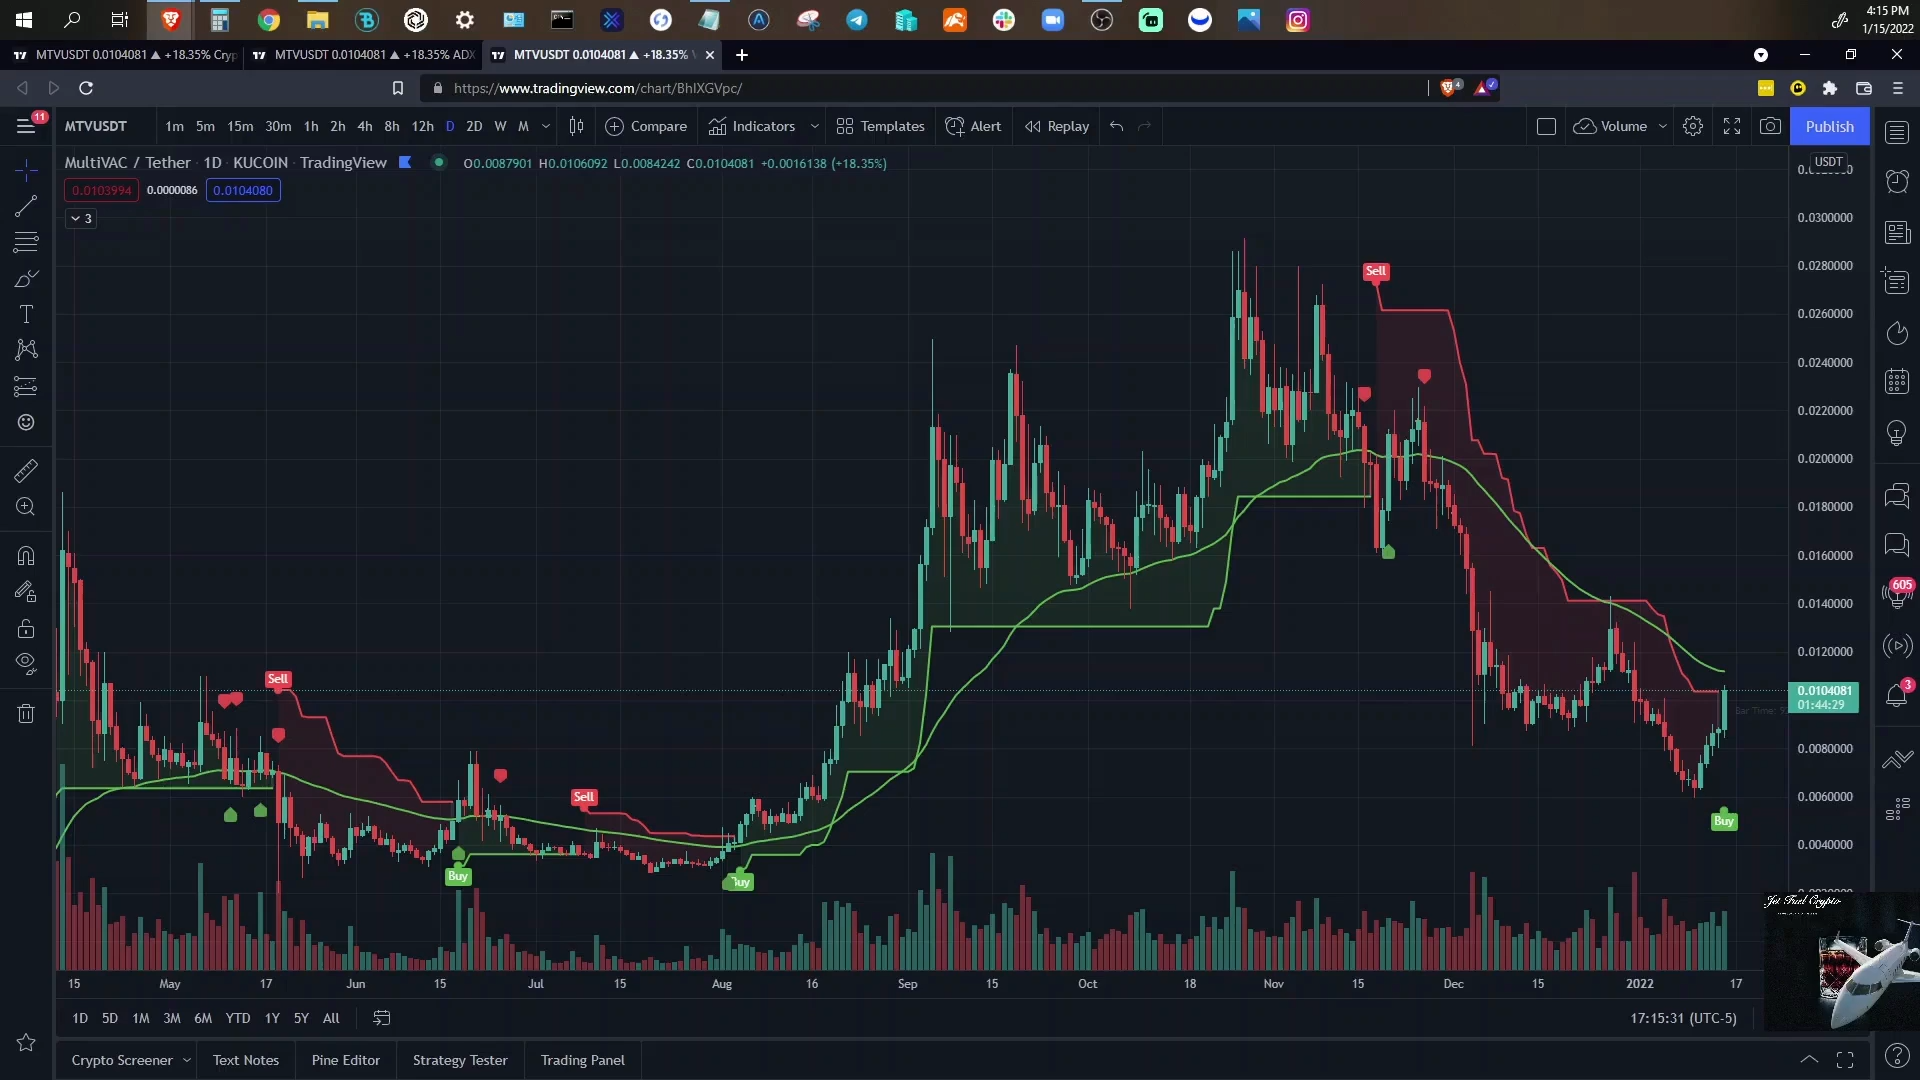 4:15 PM
1/15/2022
MTVUSDT 0.0104081 ▲ +18.35% Cryp
MTVUSDT 0.0104081 ▲ +18.35% ADX
MTVUSDT 0.0104081 ▲ +18.35%
https://www.tradingview.com/chart/BhIXGVpc/
4
11
MTVUSDT
1m 5m 15m 30m 1h 2h 4h 8h 12h D 2D W M
Compare
Indicators
Templates
Alert
Replay
Volume
Publish
MultiVAC / Tether · 1D · KUCOIN · TradingView
O0.0087901 H0.0106092 L0.0084242 C0.0104081 +0.0016138 (+18.35%)
0.0103994 0.0000086 0.0104080
3
USDT
0.0300000
0.0280000
0.0260000
0.0240000
0.0220000
0.0200000
0.0180000
0.0160000
0.0140000
0.0120000
0.0104081
01:44:29
0.0080000
0.0060000
0.0040000
Sell
Sell
Sell
Buy
Buy
Buy
Bar Time:
605
3
Jet Fuel Crypto
15 May 17 Jun 15 Jul 15 Aug 16 Sep 15 Oct 18 Nov 15 Dec 15 2022 17
1D 5D 1M 3M 6M YTD 1Y 5Y All
17:15:31 (UTC-5)
Crypto Screener
Text Notes
Pine Editor
Strategy Tester
Trading Panel